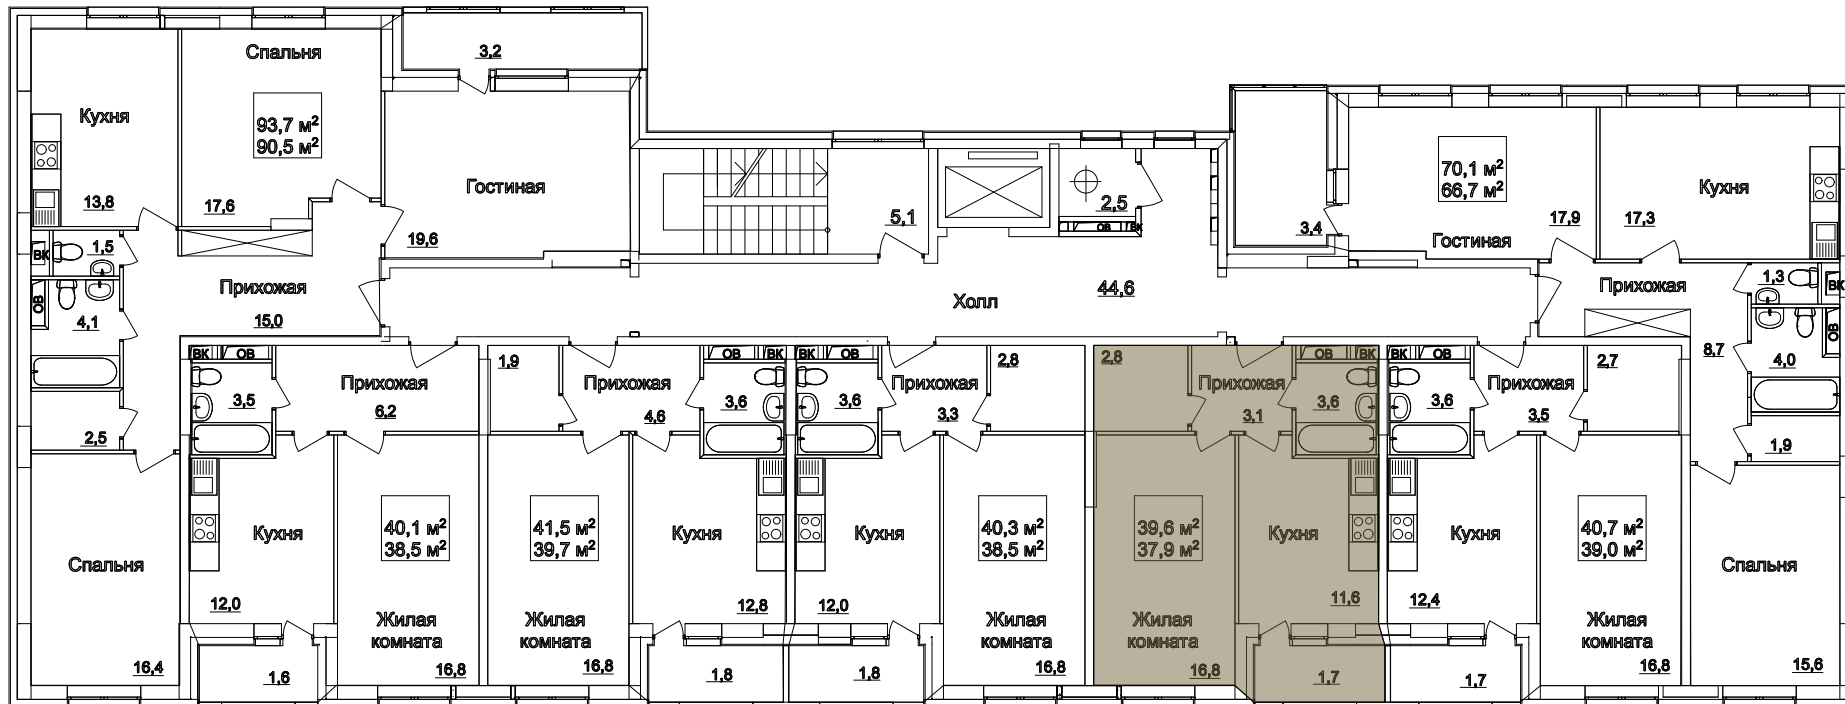 Спальня
3,2
Кухня
93,7 м²
90,5 м²
13,8
17,6
Гостиная
19,6
5,1
2,5
ОВ
ВК
3,4
70,1 м²
66,7 м²
17,9
Гостиная
17,3
Кухня
ВК
1,5
ОВ
4,1
Прихожая
15,0
Холл
44,6
Прихожая
1,3
ВК
ОВ
8,7
4,0
ВК
ОВ
Прихожая
3,5
6,2
1,9
Прихожая
4,6
ОВ
ВК
3,6
ВК
ОВ
3,6
Прихожая
3,3
2,8
2,8
Прихожая
3,1
ОВ
ВК
3,6
ВК
ОВ
3,6
Прихожая
3,5
2,7
2,5
1,9
Спальня
16,4
Кухня
12,0
40,1 м²
38,5 м²
Жилая
комната
16,8
1,6
41,5 м²
39,7 м²
Жилая
комната
16,8
Кухня
12,8
1,8
Кухня
12,0
1,8
40,3 м²
38,5 м²
Жилая
комната
16,8
39,6 м²
37,9 м²
Жилая
комната
16,8
Кухня
11,6
1,7
Кухня
12,4
1,7
40,7 м²
39,0 м²
Жилая
комната
16,8
Спальня
15,6